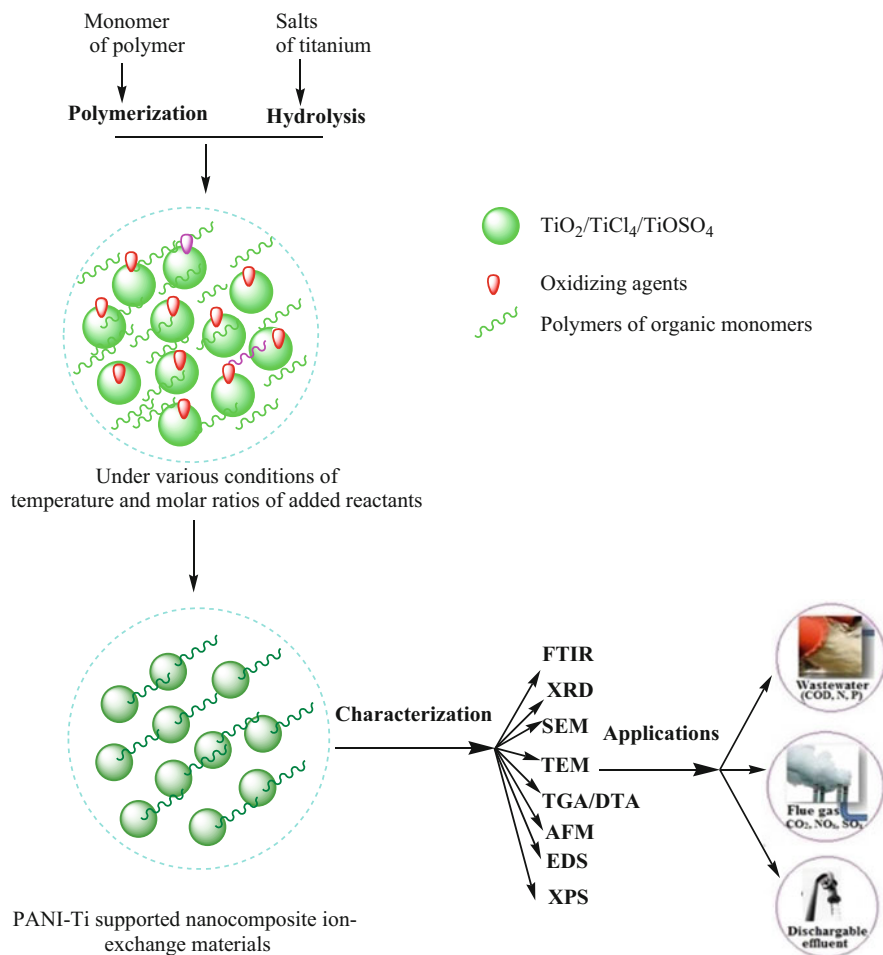 Monomer
of polymer
Salts
of titanium
Polymerization
Hydrolysis
TiO₂/TiCl₄/TiOSO₄
Oxidizing agents
Polymers of organic monomers
Under various conditions of
temperature and molar ratios of added reactants
Characterization
FTIR
XRD
SEM
TEM
TGA/DTA
AFM
EDS
XPS
Applications
Wastewater
(COD, N, P)
Flue gas
CO₂, NOₓ, SOₓ
Dischargable
effluent
PANI-Ti supported nanocomposite ion-
exchange materials